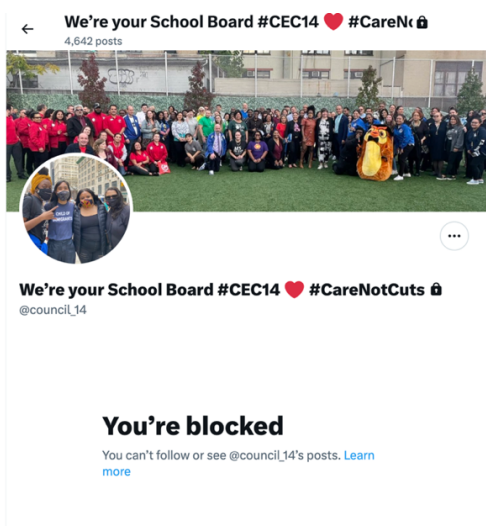 We're your School Board #CEC14 ❤️ #CareNo
4,642 posts
We're your School Board #CEC14 ❤️ #CareNotCuts
@council_14
You're blocked
You can't follow or see @council_14's posts. Learn
more